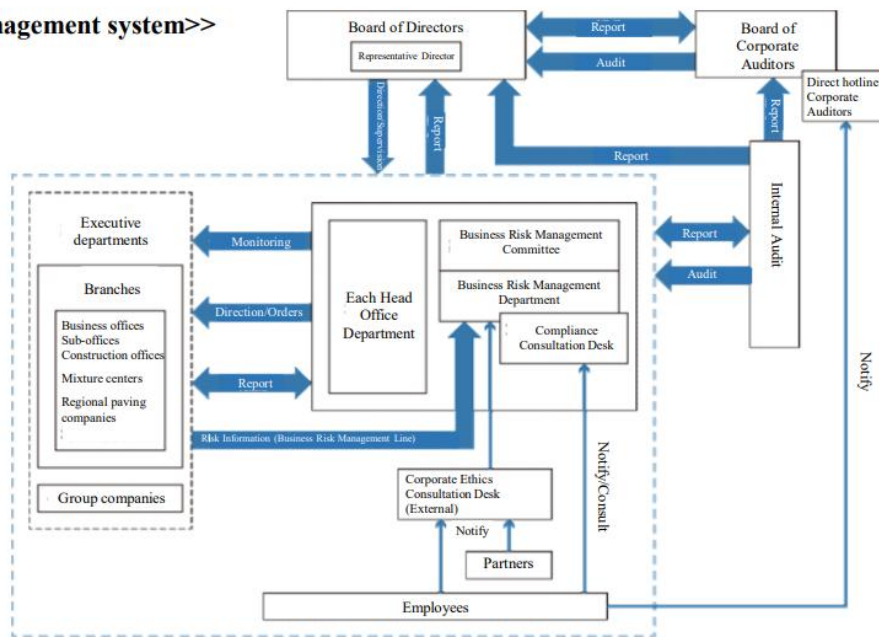 nagement system>>
Board of Directors
Representative Director
Report
Audit
Board of
Corporate
Auditors
Direct hotline
Corporate
Auditors
Direction/Supervision
Report
Report
Report
Internal Audit
Executive
departments
Monitoring
Business Risk Management
Committee
Report
Audit
Branches
Direction/Orders
Each Head
Office
Department
Business Risk Management
Department
Compliance
Consultation Desk
Business offices
Sub-offices
Construction offices
Mixture centers
Regional paving
companies
Report
Notify
Risk Information (Business Risk Management Line)
Group companies
Corporate Ethics
Consultation Desk
(External)
Notify/Consult
Notify
Partners
Employees